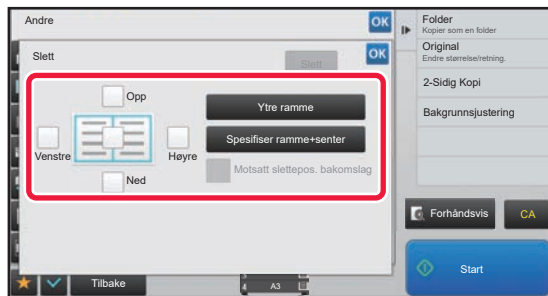 Andre
OK
Slett
Slett
OK
Opp
Venstre
Høyre
Ned
Ytre ramme
Spesifiser ramme+senter
Motsatt slettepos. bakomslag
Tilbake
4 A3
Folder
Kopier som en folder
Original
Endre størrelse/retning.
2-Sidig Kopi
Bakgrunnsjustering
Forhåndsvis
CA
Start